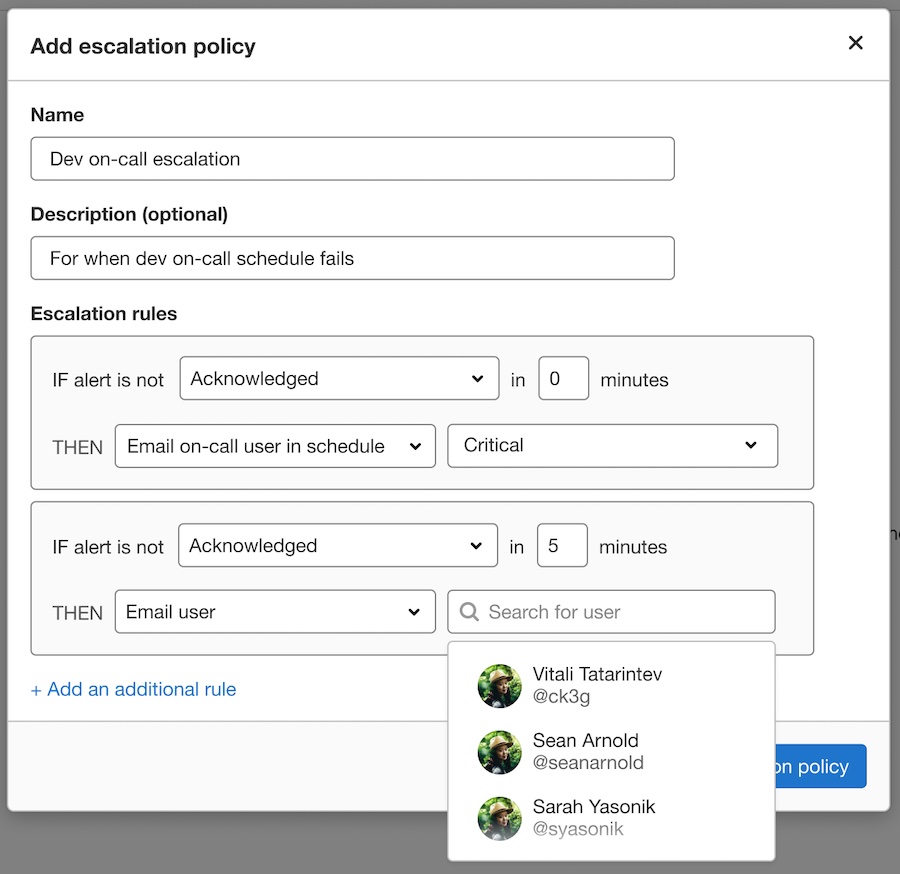 Add escalation policy
Name
Dev on-call escalation
Description (optional)
For when dev on-call schedule fails
Escalation rules
IF alert is not Acknowledged in 0 minutes
THEN Email on-call user in schedule Critical
IF alert is not Acknowledged in 5 minutes
THEN Email user Search for user
+ Add an additional rule
Vitali Tatarintev
@ck3g
Sean Arnold
@seanarnold
policy
Sarah Yasonik
@syasonik